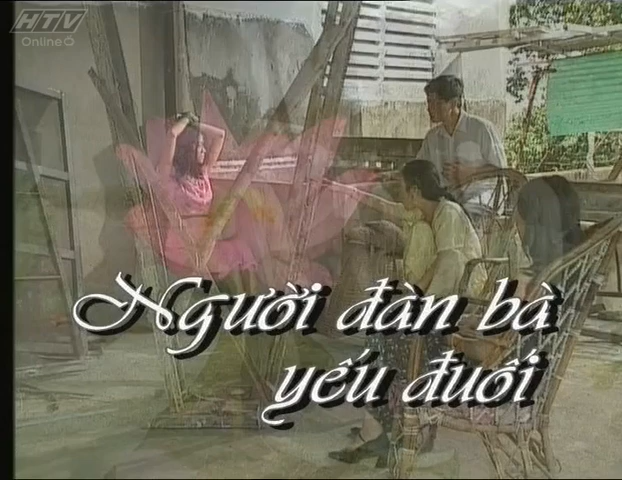 HTV
Online
Người đàn bà
yếu đuối